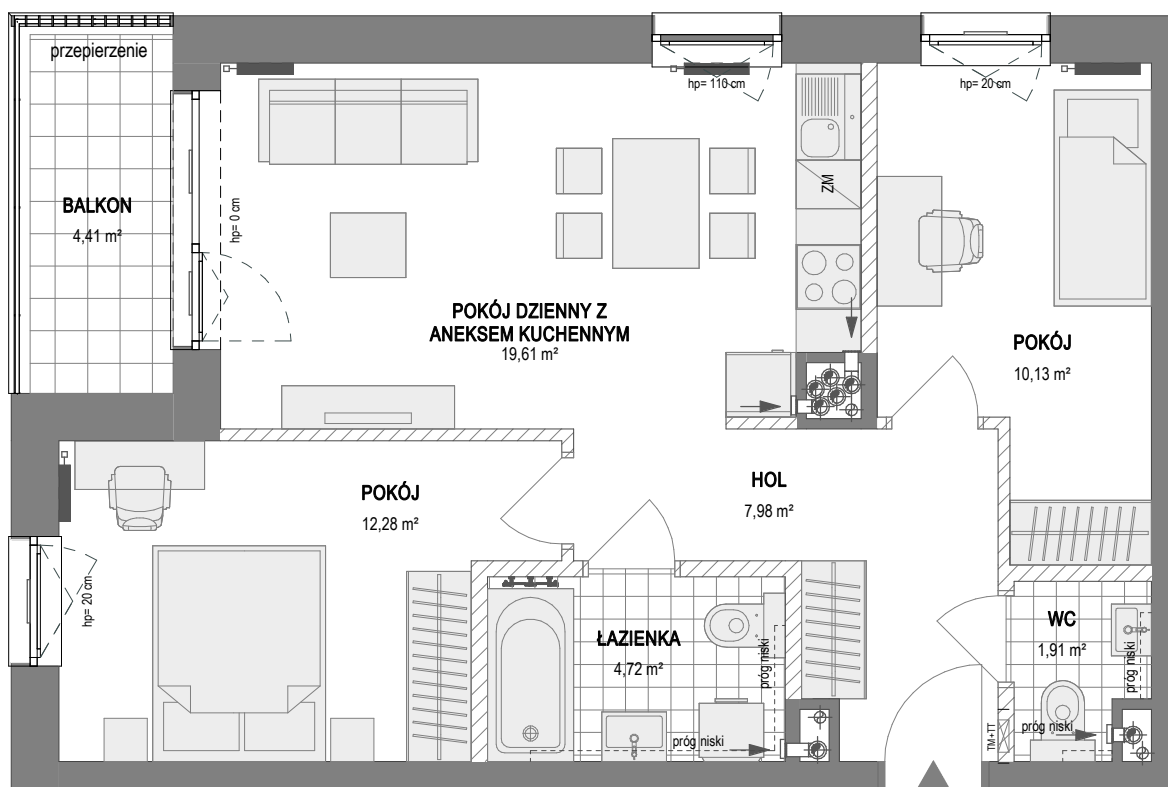 przepierzenie
hp= 110 cm
hp= 20 cm
ZM
BALKON
4,41 m²
hp= 0 cm
POKÓJ DZIENNY Z
ANEKSEM KUCHENNYM
19,61 m²
POKÓJ
10,13 m²
POKÓJ
12,28 m²
HOL
7,98 m²
hp= 20 cm
ŁAZIENKA
4,72 m²
próg niski
próg niski
WC
1,91 m²
próg niski
próg niski
TM+TT